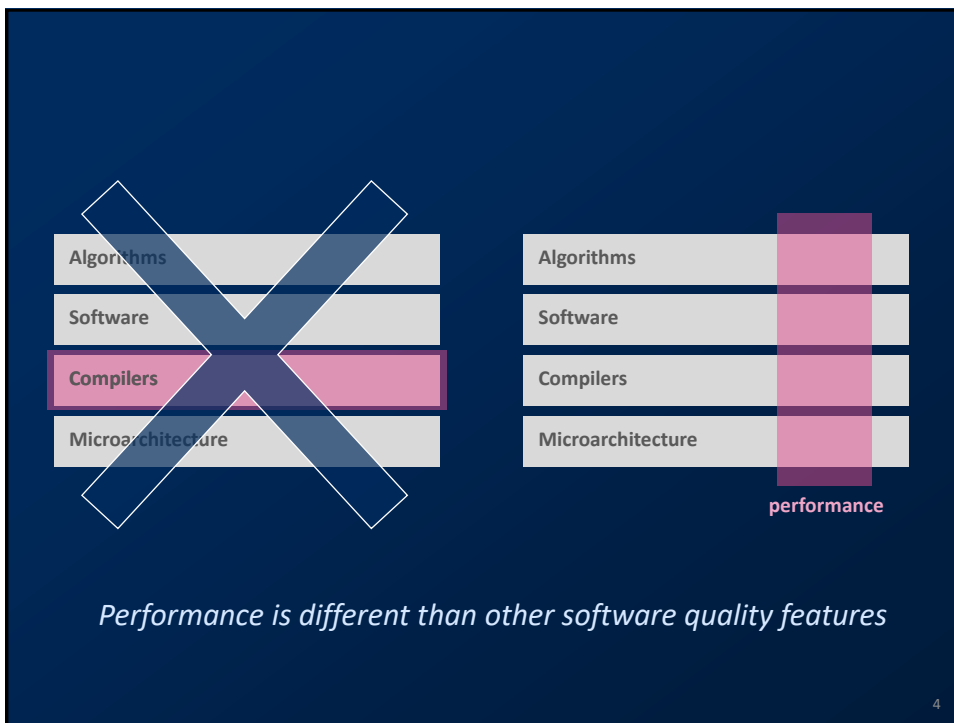 Algorithms
Software
Compilers
Microarchitecture
Algorithms
Software
Compilers
Microarchitecture
performance
Performance is different than other software quality features
4